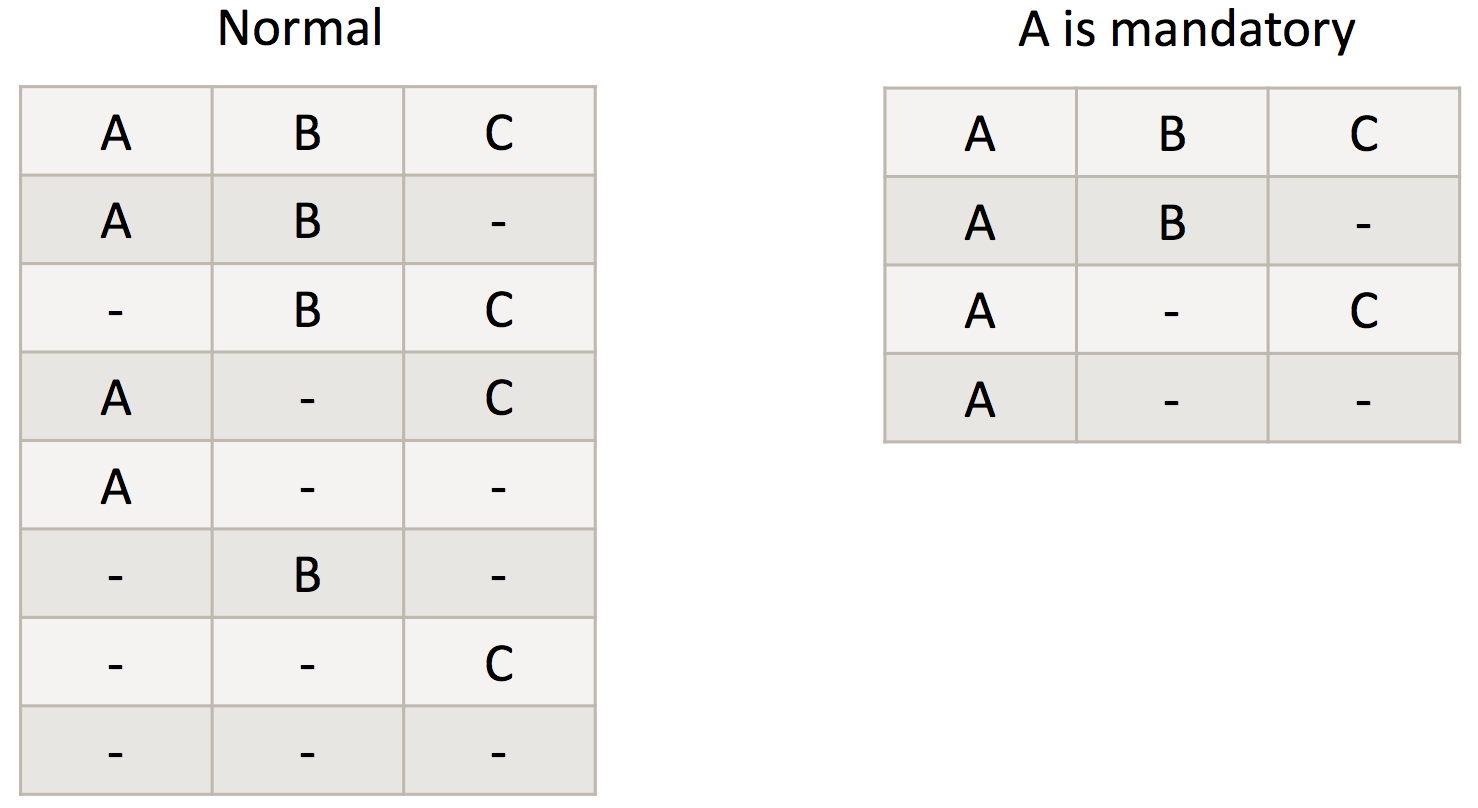 Normal
A B C
A B -
- B C
A - C
A - -
- B -
- - C
- - -
A is mandatory
A B C
A B -
A - C
A - -